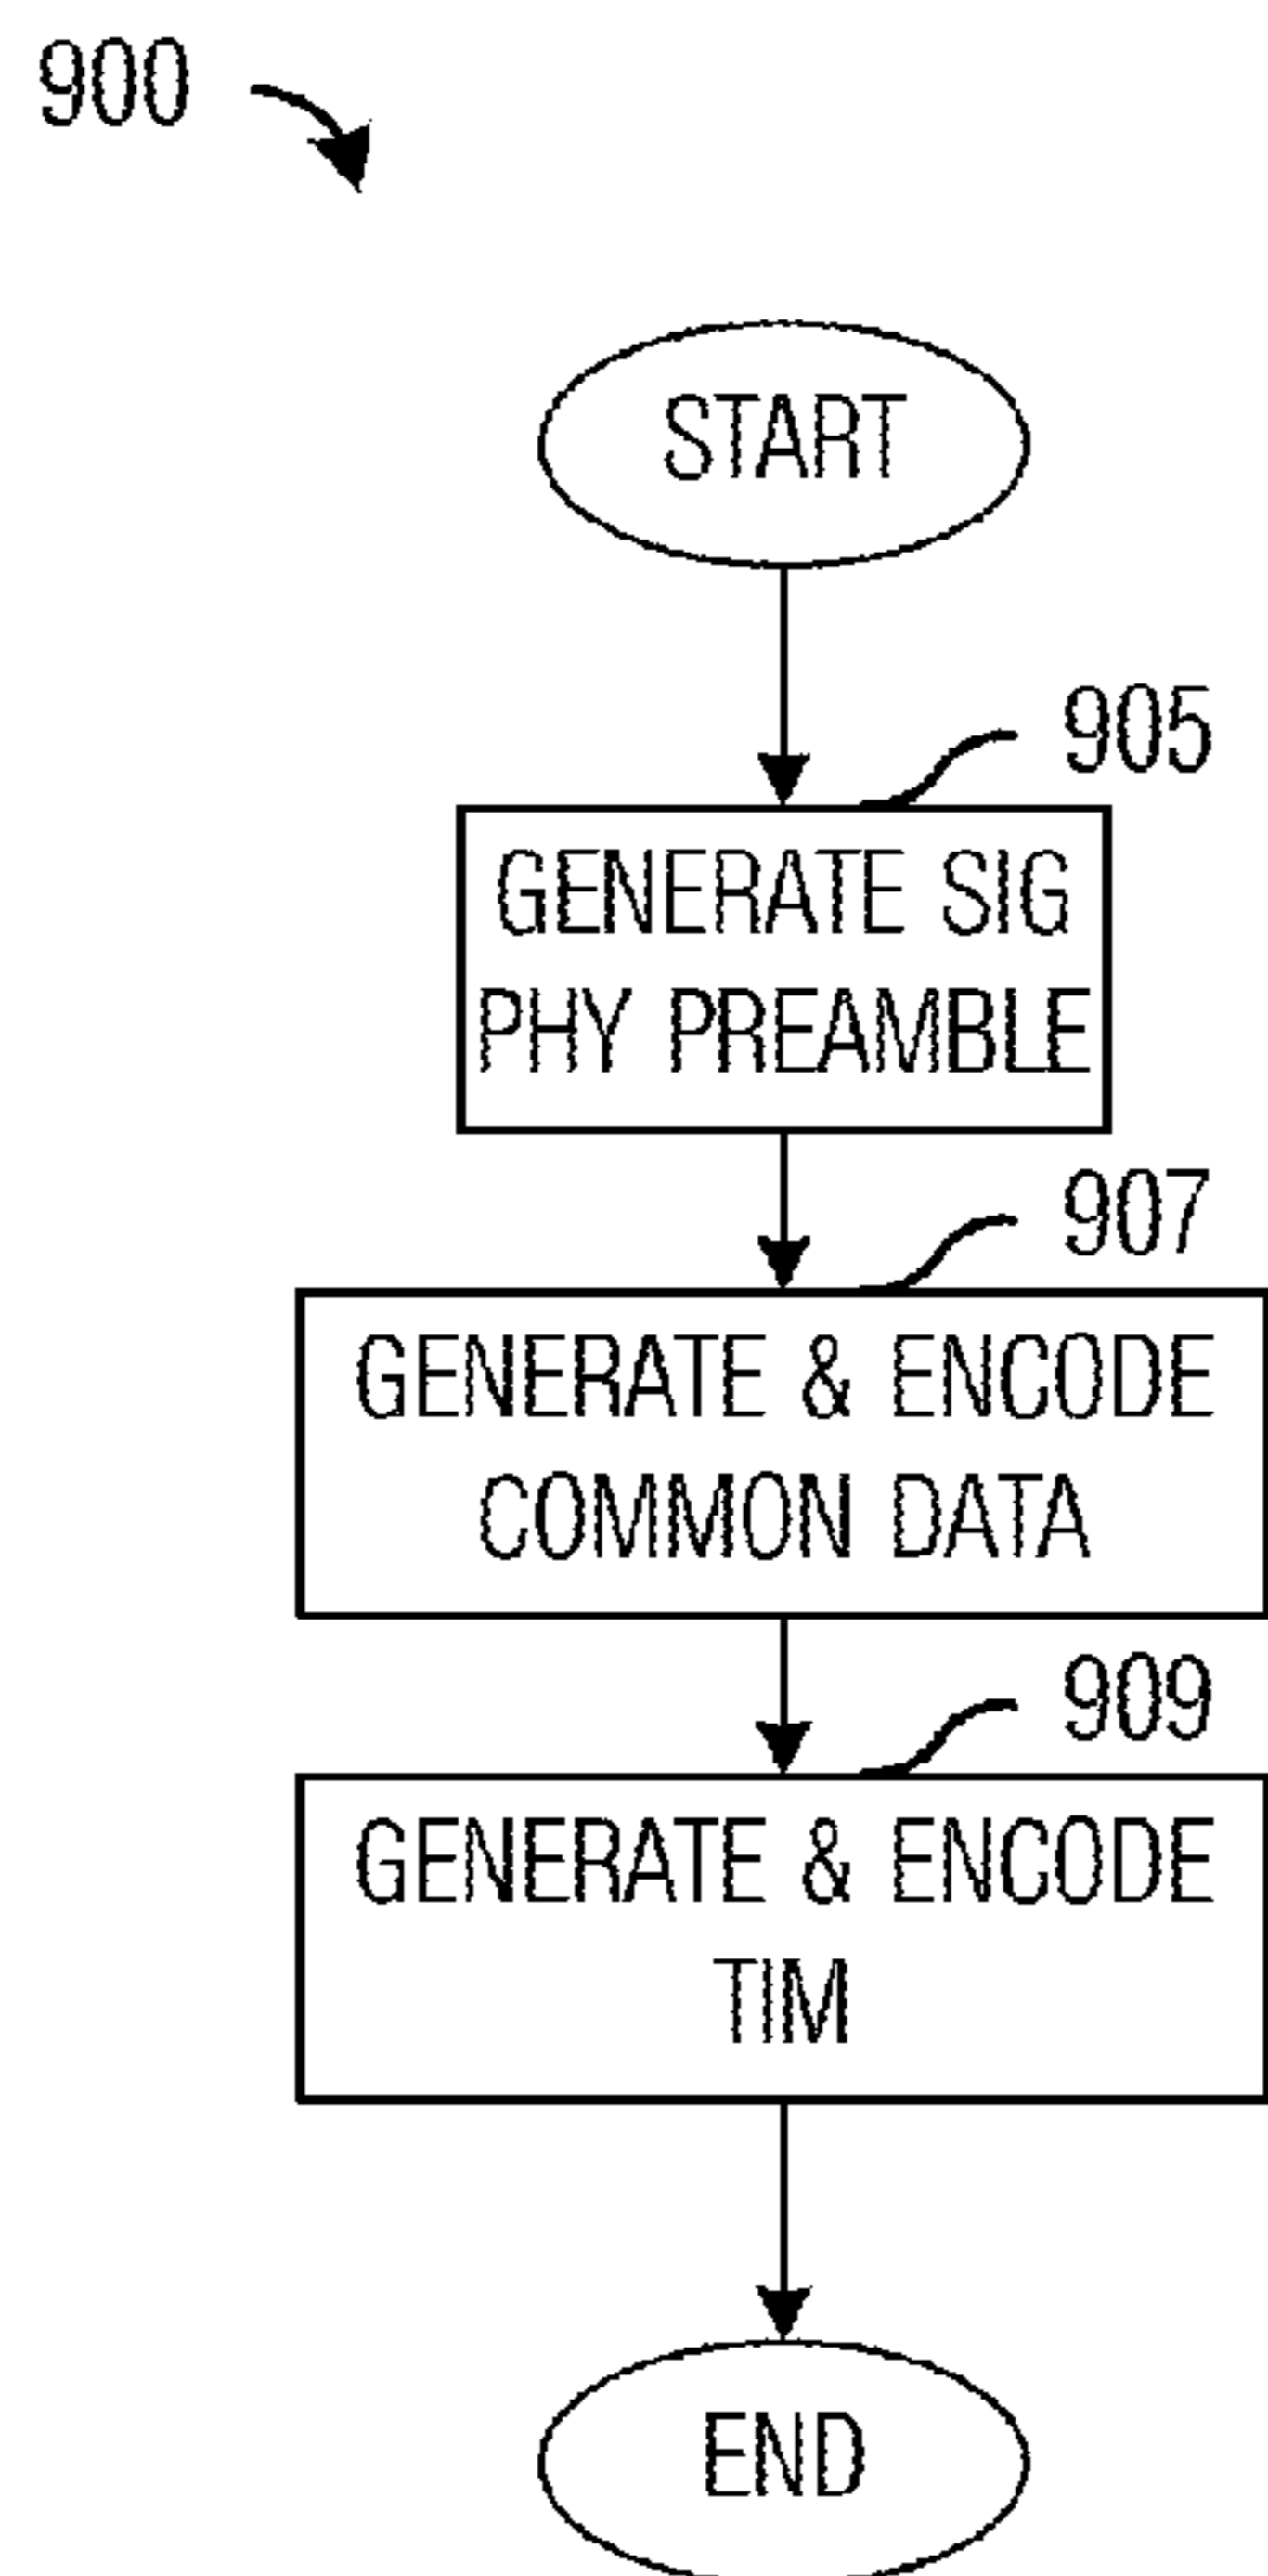 900
START
905
GENERATE SIG
PHY PREAMBLE
907
GENERATE & ENCODE
COMMON DATA
909
GENERATE & ENCODE
TIM
END